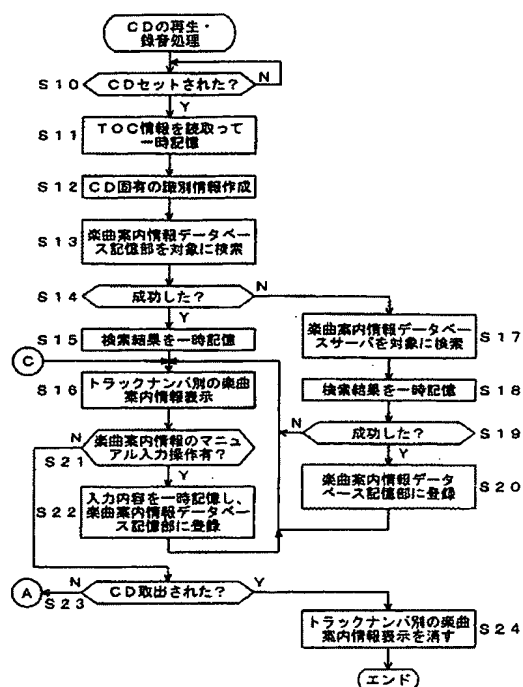 CDの再生・
録音処理
S10
CDセットされた?
N
Y
S11
TOC情報を読取って
一時記憶
S12
CD固有の識別情報作成
S13
楽曲案内情報データベー
ス記憶部を対象に検索
S14
成功した?
N
Y
S15
検索結果を一時記憶
C
S16
トラックナンバ別の楽曲
案内情報表示
楽曲案内情報データベー
スサーバを対象に検索
S17
検索結果を一時記憶
S18
N
成功した?
S19
Y
楽曲案内情報データ
ベース記憶部に登録
S20
N
楽曲案内情報のマニュ
アル入力操作有?
S21
Y
S22
入力内容を一時記憶し、
楽曲案内情報データベー
ス記憶部に登録
A
N
S23
CD取出された?
Y
トラックナンバ別の楽曲
案内情報表示を消す
S24
エンド